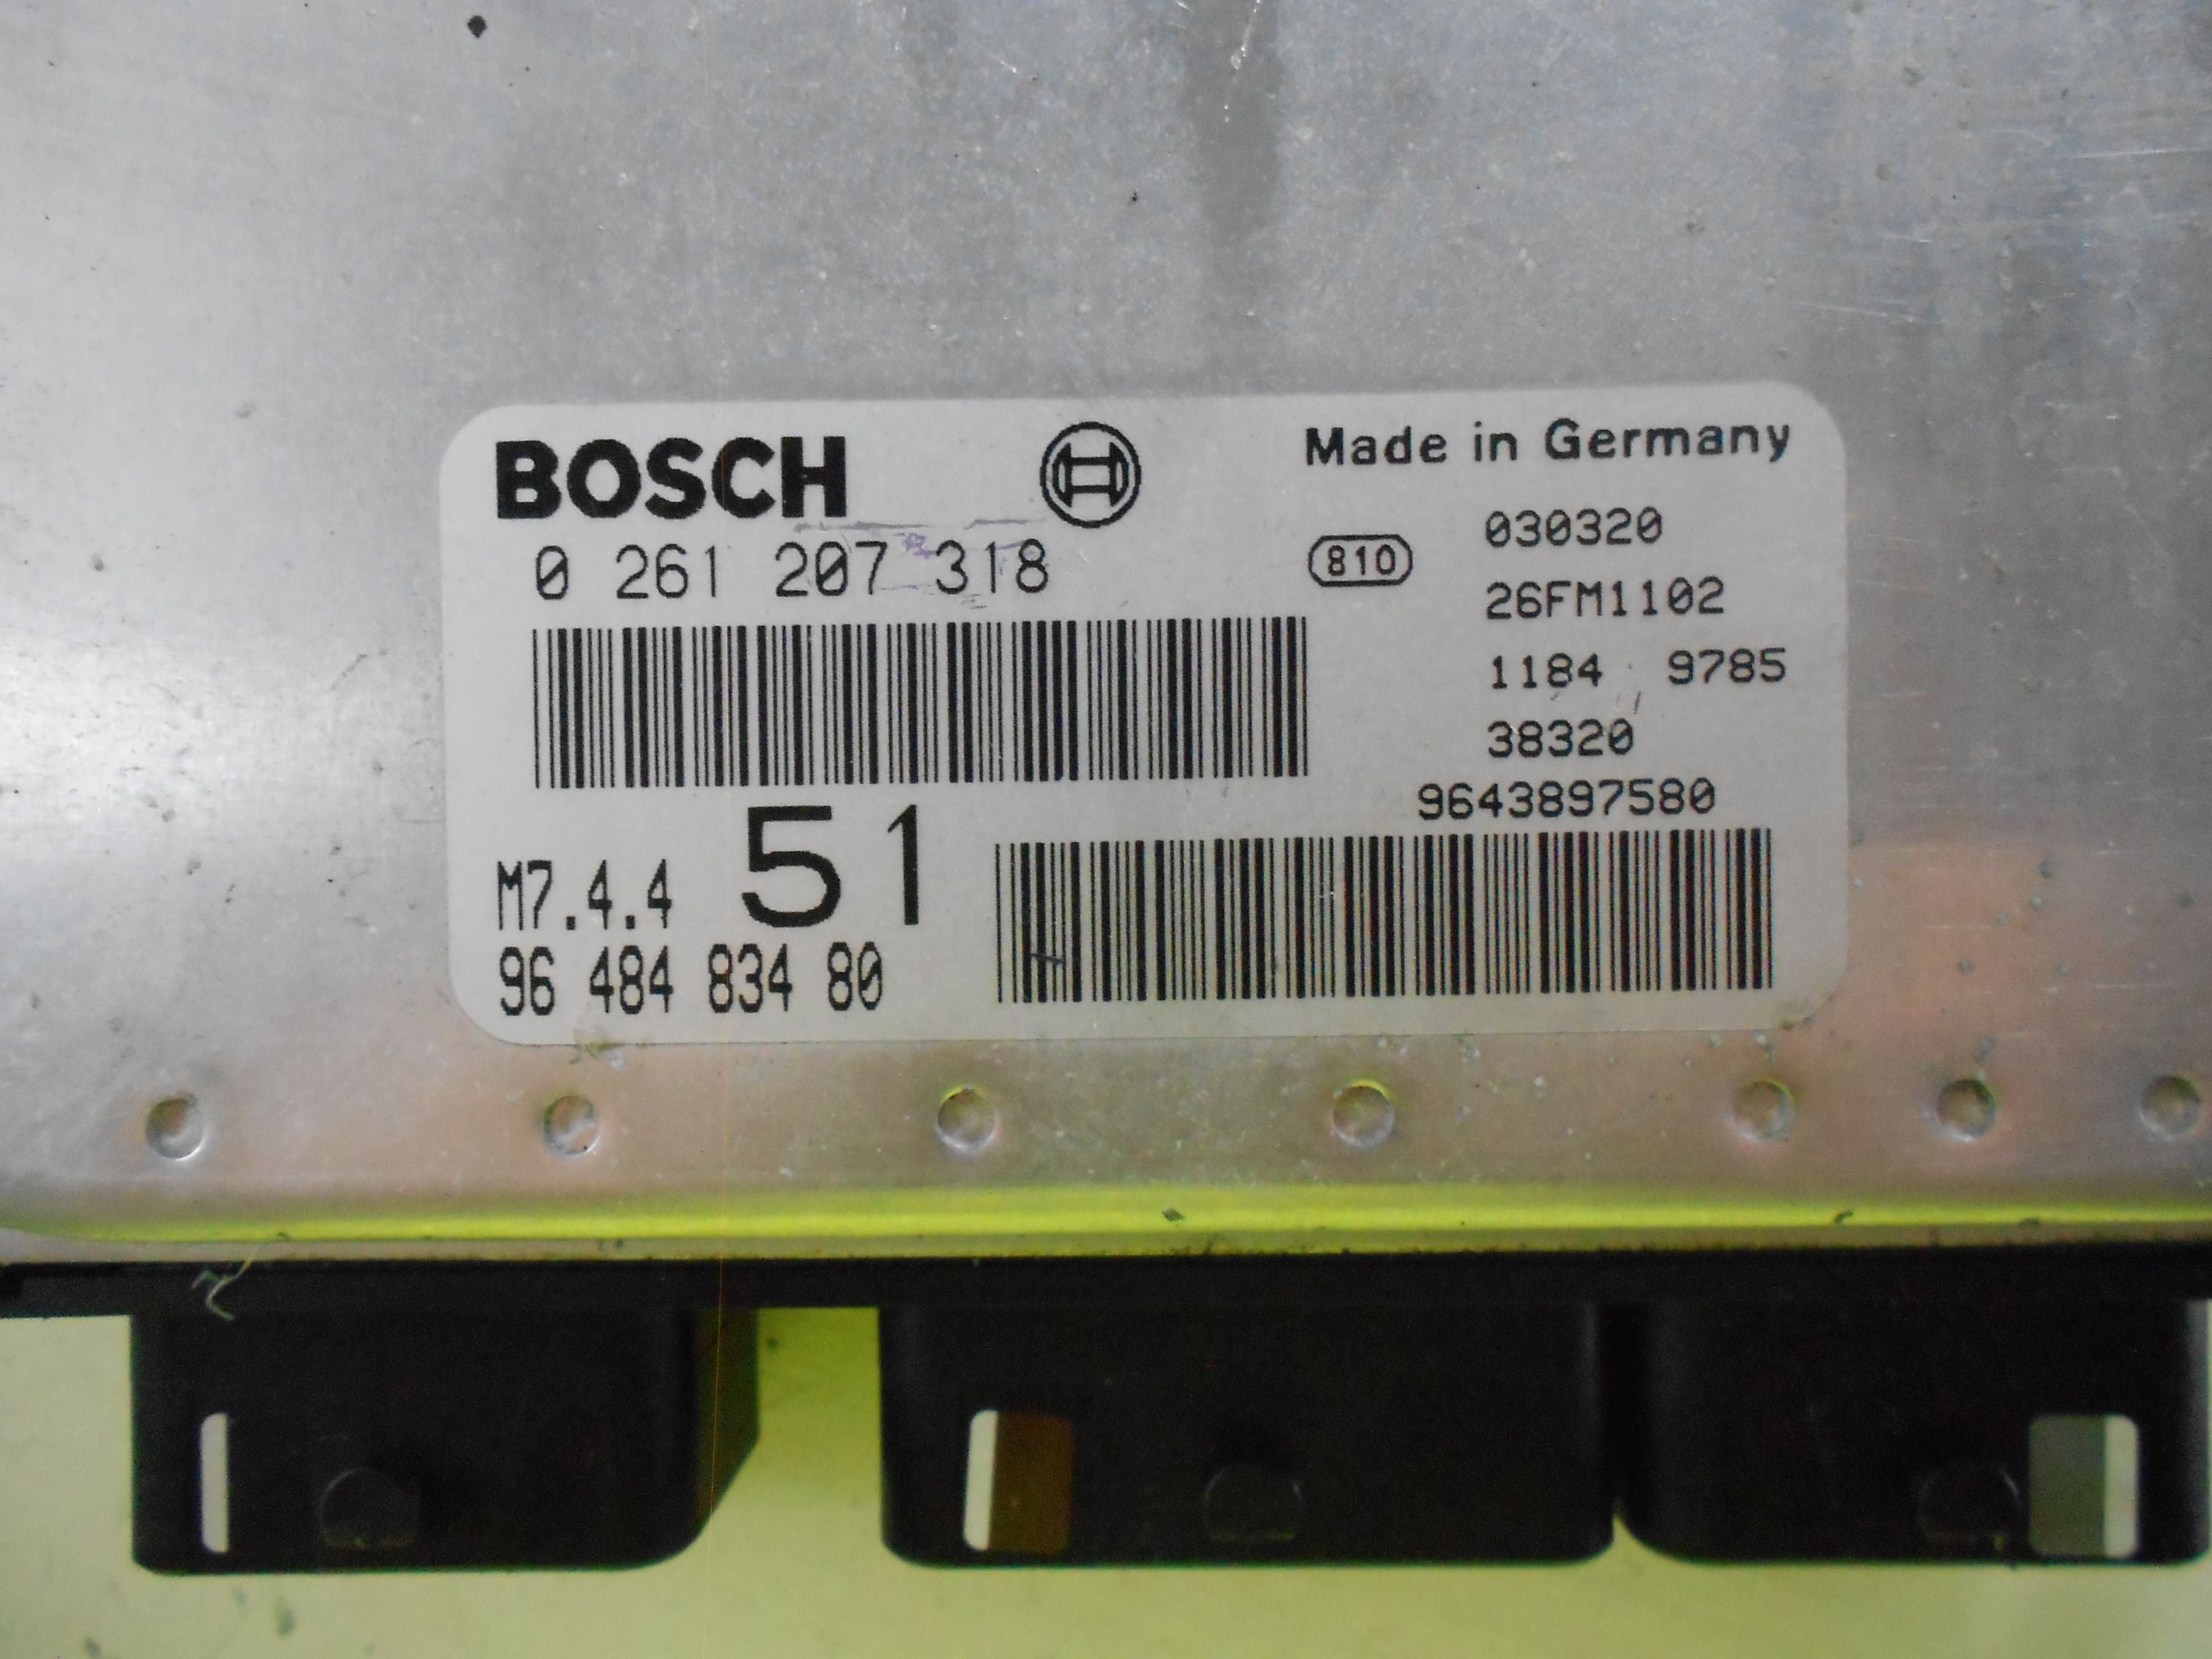 BOSCH
Made in Germany
0 261 207 318
810
030320
26FM1102
1184 9785
38320
9643897580
M7.4.4 51
96 484 834 80